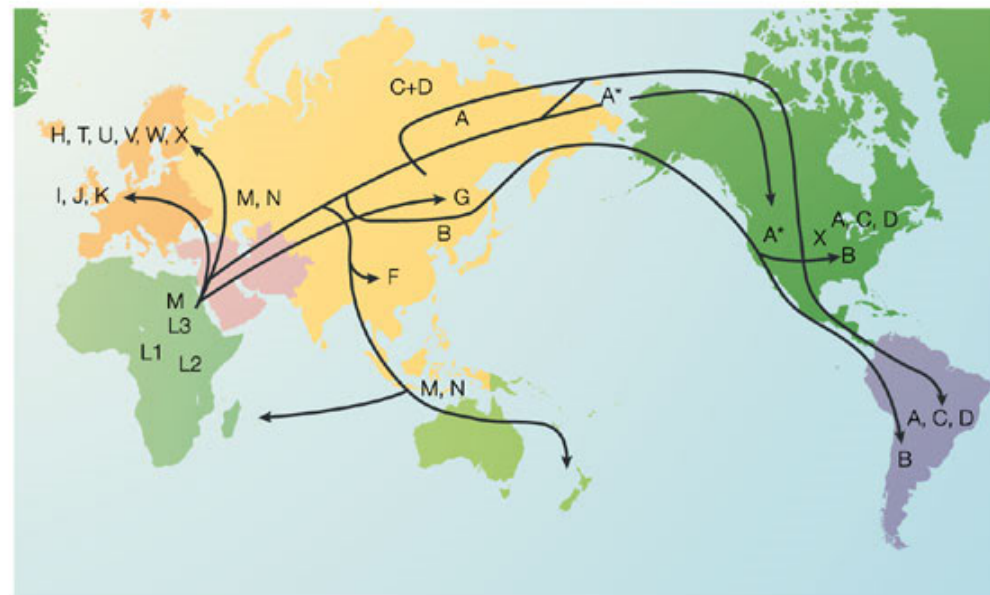 C+D
A
A*
H, T, U, V, W, X
I, J, K
M, N
G
B
F
M
L3
L1
L2
M, N
A*
X
A, C, D
B
A, C, D
B